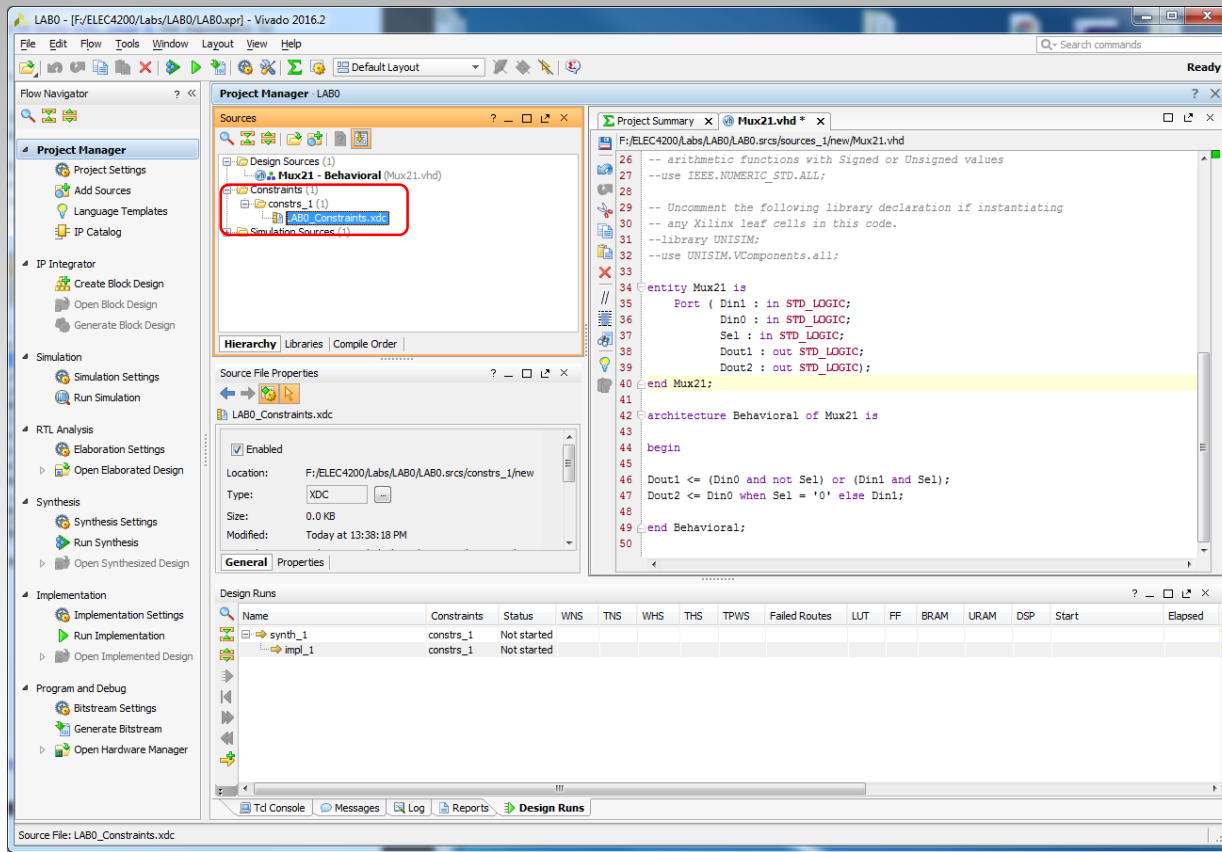 LAB0 - [F:/ELEC4200/Labs/LAB0/LAB0.xpr] - Vivado 2016.2
File Edit Flow Tools Window Layout View Help
Search commands
Default Layout
Ready
Flow Navigator
Project Manager
Project Settings
Add Sources
Language Templates
IP Catalog
IP Integrator
Create Block Design
Open Block Design
Generate Block Design
Simulation
Simulation Settings
Run Simulation
RTL Analysis
Elaboration Settings
Open Elaborated Design
Synthesis
Synthesis Settings
Run Synthesis
Open Synthesized Design
Implementation
Implementation Settings
Run Implementation
Open Implemented Design
Program and Debug
Bitstream Settings
Generate Bitstream
Open Hardware Manager
Project Manager - LAB0
Sources
Design Sources (1)
Mux21 - Behavioral (Mux21.vhd)
Constraints (1)
constrs_1 (1)
LAB0_Constraints.xdc
Simulation Sources (1)
Hierarchy Libraries Compile Order
Source File Properties
LAB0_Constraints.xdc
Enabled
Location: F:/ELEC4200/Labs/LAB0/LAB0.srcs/constrs_1/new
Type: XDC ...
Size: 0.0 KB
Modified: Today at 13:38:18 PM
General Properties
Project Summary Mux21.vhd *
F:/ELEC4200/Labs/LAB0/LAB0.srcs/sources_1/new/Mux21.vhd
26 -- arithmetic functions with Signed or Unsigned values
27 --use IEEE.NUMERIC_STD.ALL;
28
29 -- Uncomment the following library declaration if instantiating
30 -- any Xilinx leaf cells in this code.
31 --library UNISIM;
32 --use UNISIM.VComponents.all;
33
34 entity Mux21 is
35 Port ( Din1 : in STD_LOGIC;
36 Din0 : in STD_LOGIC;
37 Sel : in STD_LOGIC;
38 Dout1 : out STD_LOGIC;
39 Dout2 : out STD_LOGIC);
40 end Mux21;
41
42 architecture Behavioral of Mux21 is
43
44 begin
45
46 Dout1 <= (Din0 and not Sel) or (Din1 and Sel);
47 Dout2 <= Din0 when Sel = '0' else Din1;
48
49 end Behavioral;
50
Design Runs
Name Constraints Status WNS TNS WHS THS TPWS Failed Routes LUT FF BRAM URAM DSP Start Elapsed
synth_1 constrs_1 Not started
impl_1 constrs_1 Not started
Tcl Console Messages Log Reports Design Runs
Source File: LAB0_Constraints.xdc